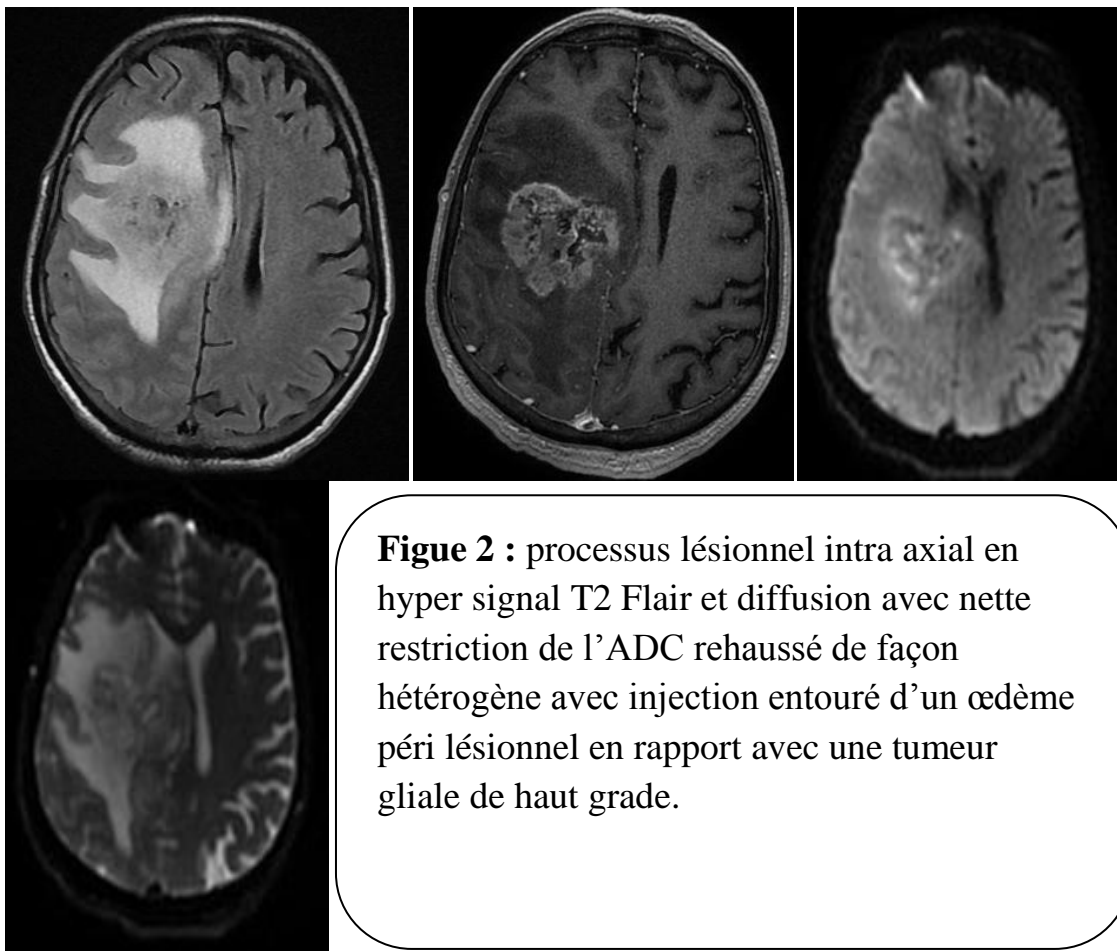 Figue 2 : processus lésionnel intra axial en
hyper signal T2 Flair et diffusion avec nette
restriction de l’ADC rehaussé de façon
hétérogène avec injection entouré d’un œdème
péri lésionnel en rapport avec une tumeur
gliale de haut grade.